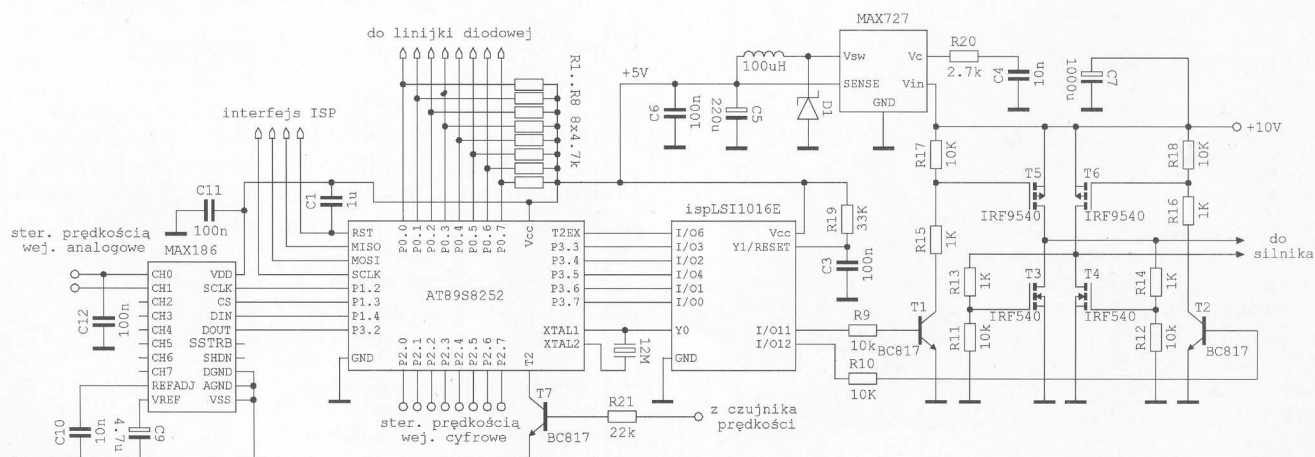 do linijki diodowej
R1..R8 8x4.7k
interfejs ISP
C11
100n
C1
1u
ster. prędkością
wej. analogowe
MAX186
CH0
CH1
CH2
CH3
CH4
CH5
CH6
CH7
REFADJ
VREF
VDD
SCLK
CS
DIN
DOUT
SSTRB
SHDN
DGND
AGND
VSS
C12
100n
C10
10n
C9
4.7u
RST
MISO
MOSI
SCLK
P1.2
P1.3
P1.4
P3.2
GND
P0.0
P0.1
P0.2
P0.3
P0.4
P0.5
P0.6
P0.7
Vcc
AT89S8252
T2EX
P3.3
P3.4
P3.5
P3.6
P3.7
XTAL1
XTAL2
P2.0
P2.1
P2.2
P2.3
P2.4
P2.5
P2.6
P2.7
T2
ster. prędkością
wej. cyfrowe
12M
T7
BC817
R21
22k
z czujnika
prędkości
ispLSI1016E
I/O6
I/O3
I/O2
I/O4
I/O1
I/O0
Y0
GND
Vcc
Y1/RESET
I/O11
I/O12
R19
33K
C3
100n
R9
10k
R10
10K
+5V
C6
100n
C5
220u
100uH
D1
MAX727
Vsw
SENSE
GND
Vc
Vin
R20
2.7k
C4
10n
C7
1000u
+10V
R17
10K
R18
10K
T5
IRF9540
T6
IRF9540
R15
1K
R16
1K
do
silnika
R13
1K
R14
1K
T3
IRF540
T4
IRF540
R11
10k
R12
10k
T1
BC817
T2
BC817